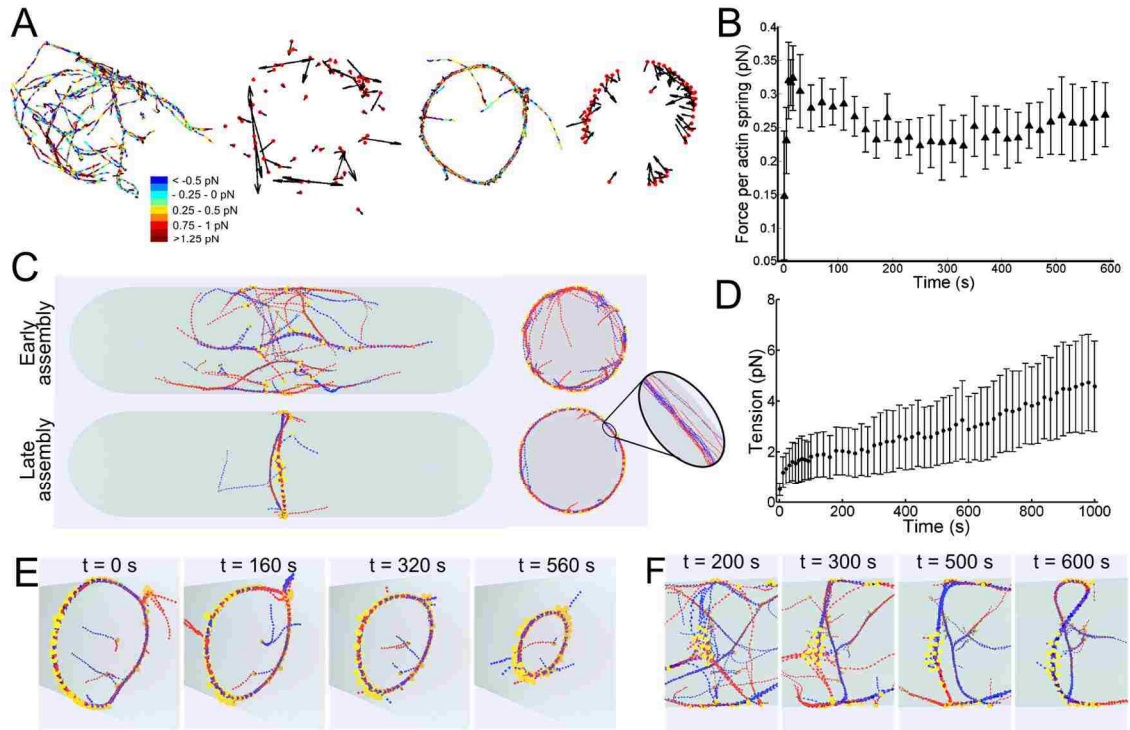 A
< -0.5 pN
- 0.25 - 0 pN
0.25 - 0.5 pN
0.75 - 1 pN
>1.25 pN
B
Force per actin spring (pN)
0.4
0.35
0.3
0.25
0.2
0.15
0.1
0.05
0 100 200 300 400 500 600
Time (s)
C
Early
assembly
Late
assembly
D
Tension (pN)
8
6
4
2
0
0 200 400 600 800 1000
Time (s)
E
t = 0 s t = 160 s t = 320 s t = 560 s
F
t = 200 s t = 300 s t = 500 s t = 600 s